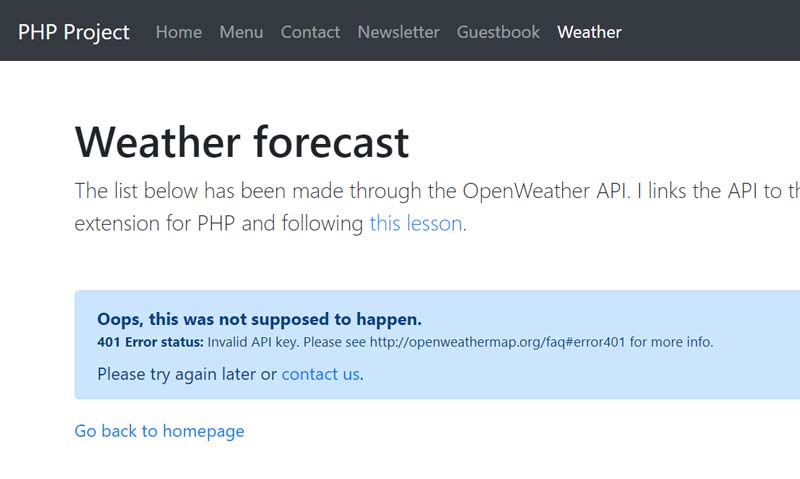 PHP Project Home Menu Contact Newsletter Guestbook Weather
Weather forecast
The list below has been made through the OpenWeather API. I links the API to
extension for PHP and following this lesson.
Oops, this was not supposed to happen.
401 Error status: Invalid API key. Please see http://openweathermap.org/faq#error401 for more info.
Please try again later or contact us.
Go back to homepage